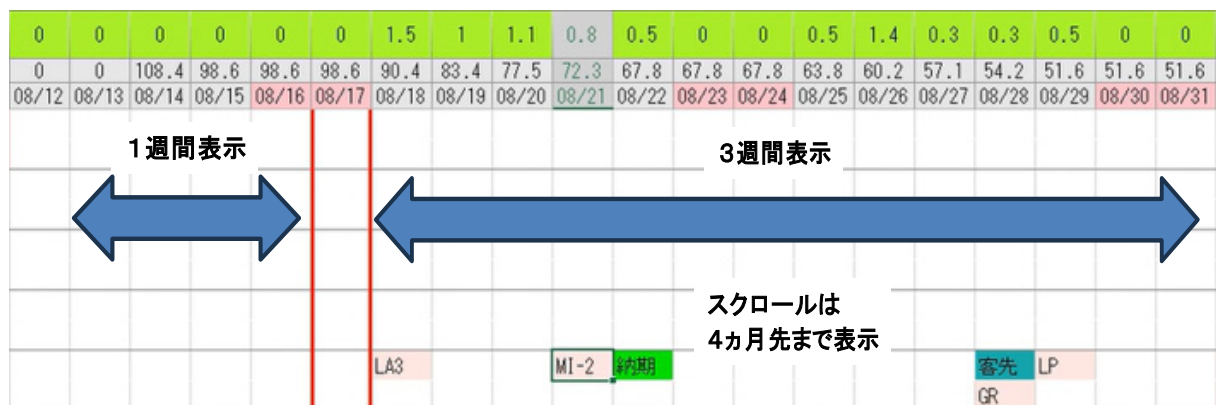 0 0 0 0 0 0 1.5 1 1.1 0.8 0.5 0 0 0.5 1.4 0.3 0.3 0.5 0 0
0 0 108.4 98.6 98.6 98.6 90.4 83.4 77.5 72.3 67.8 67.8 67.8 63.8 60.2 57.1 54.2 51.6 51.6 51.6
08/12 08/13 08/14 08/15 08/16 08/17 08/18 08/19 08/20 08/21 08/22 08/23 08/24 08/25 08/26 08/27 08/28 08/29 08/30 08/31
1週間表示 3週間表示
スクロールは
4ヵ月先まで表示
LA3 MI-2 納期 客先 LP
GR